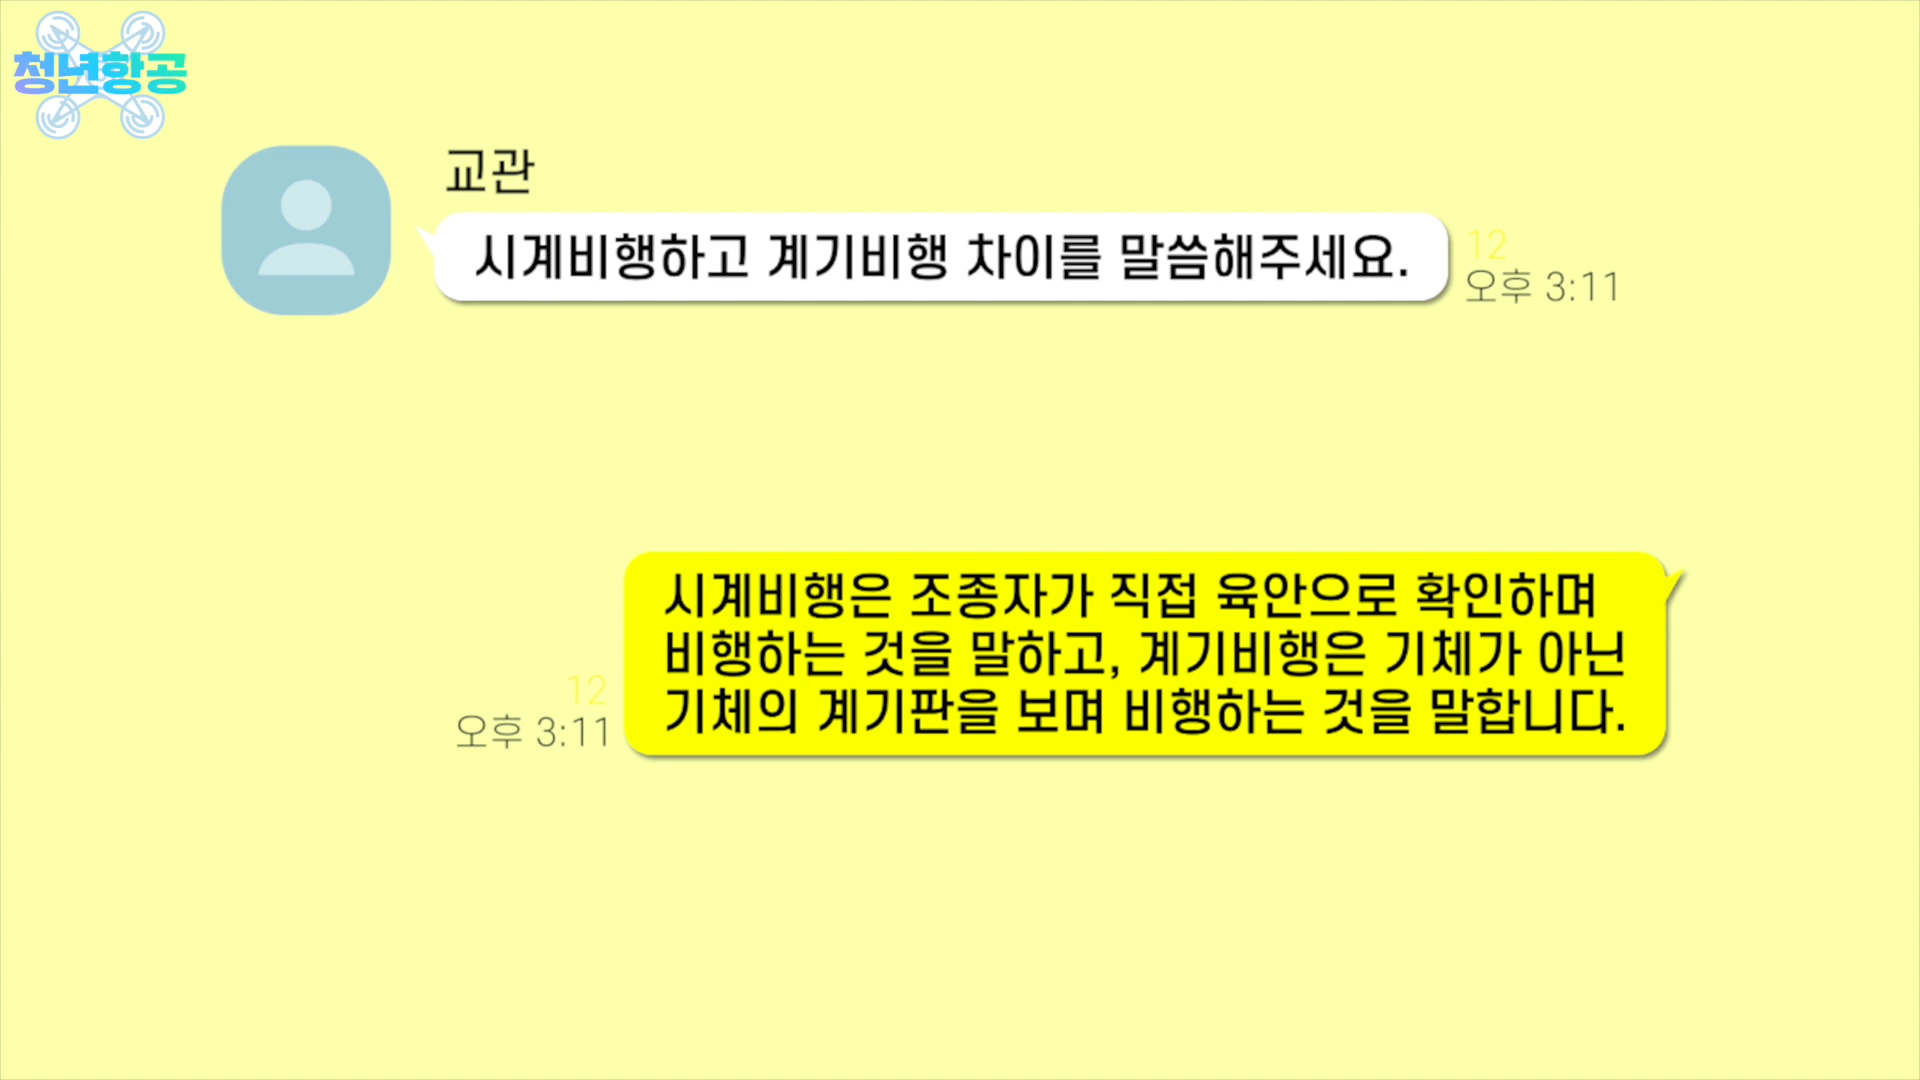 청년항공
교관
시계비행하고 계기비행 차이를 말씀해주세요.
12
오후 3:11
시계비행은 조종자가 직접 육안으로 확인하며
비행하는 것을 말하고, 계기비행은 기체가 아닌
기체의 계기판을 보며 비행하는 것을 말합니다.
12
오후 3:11